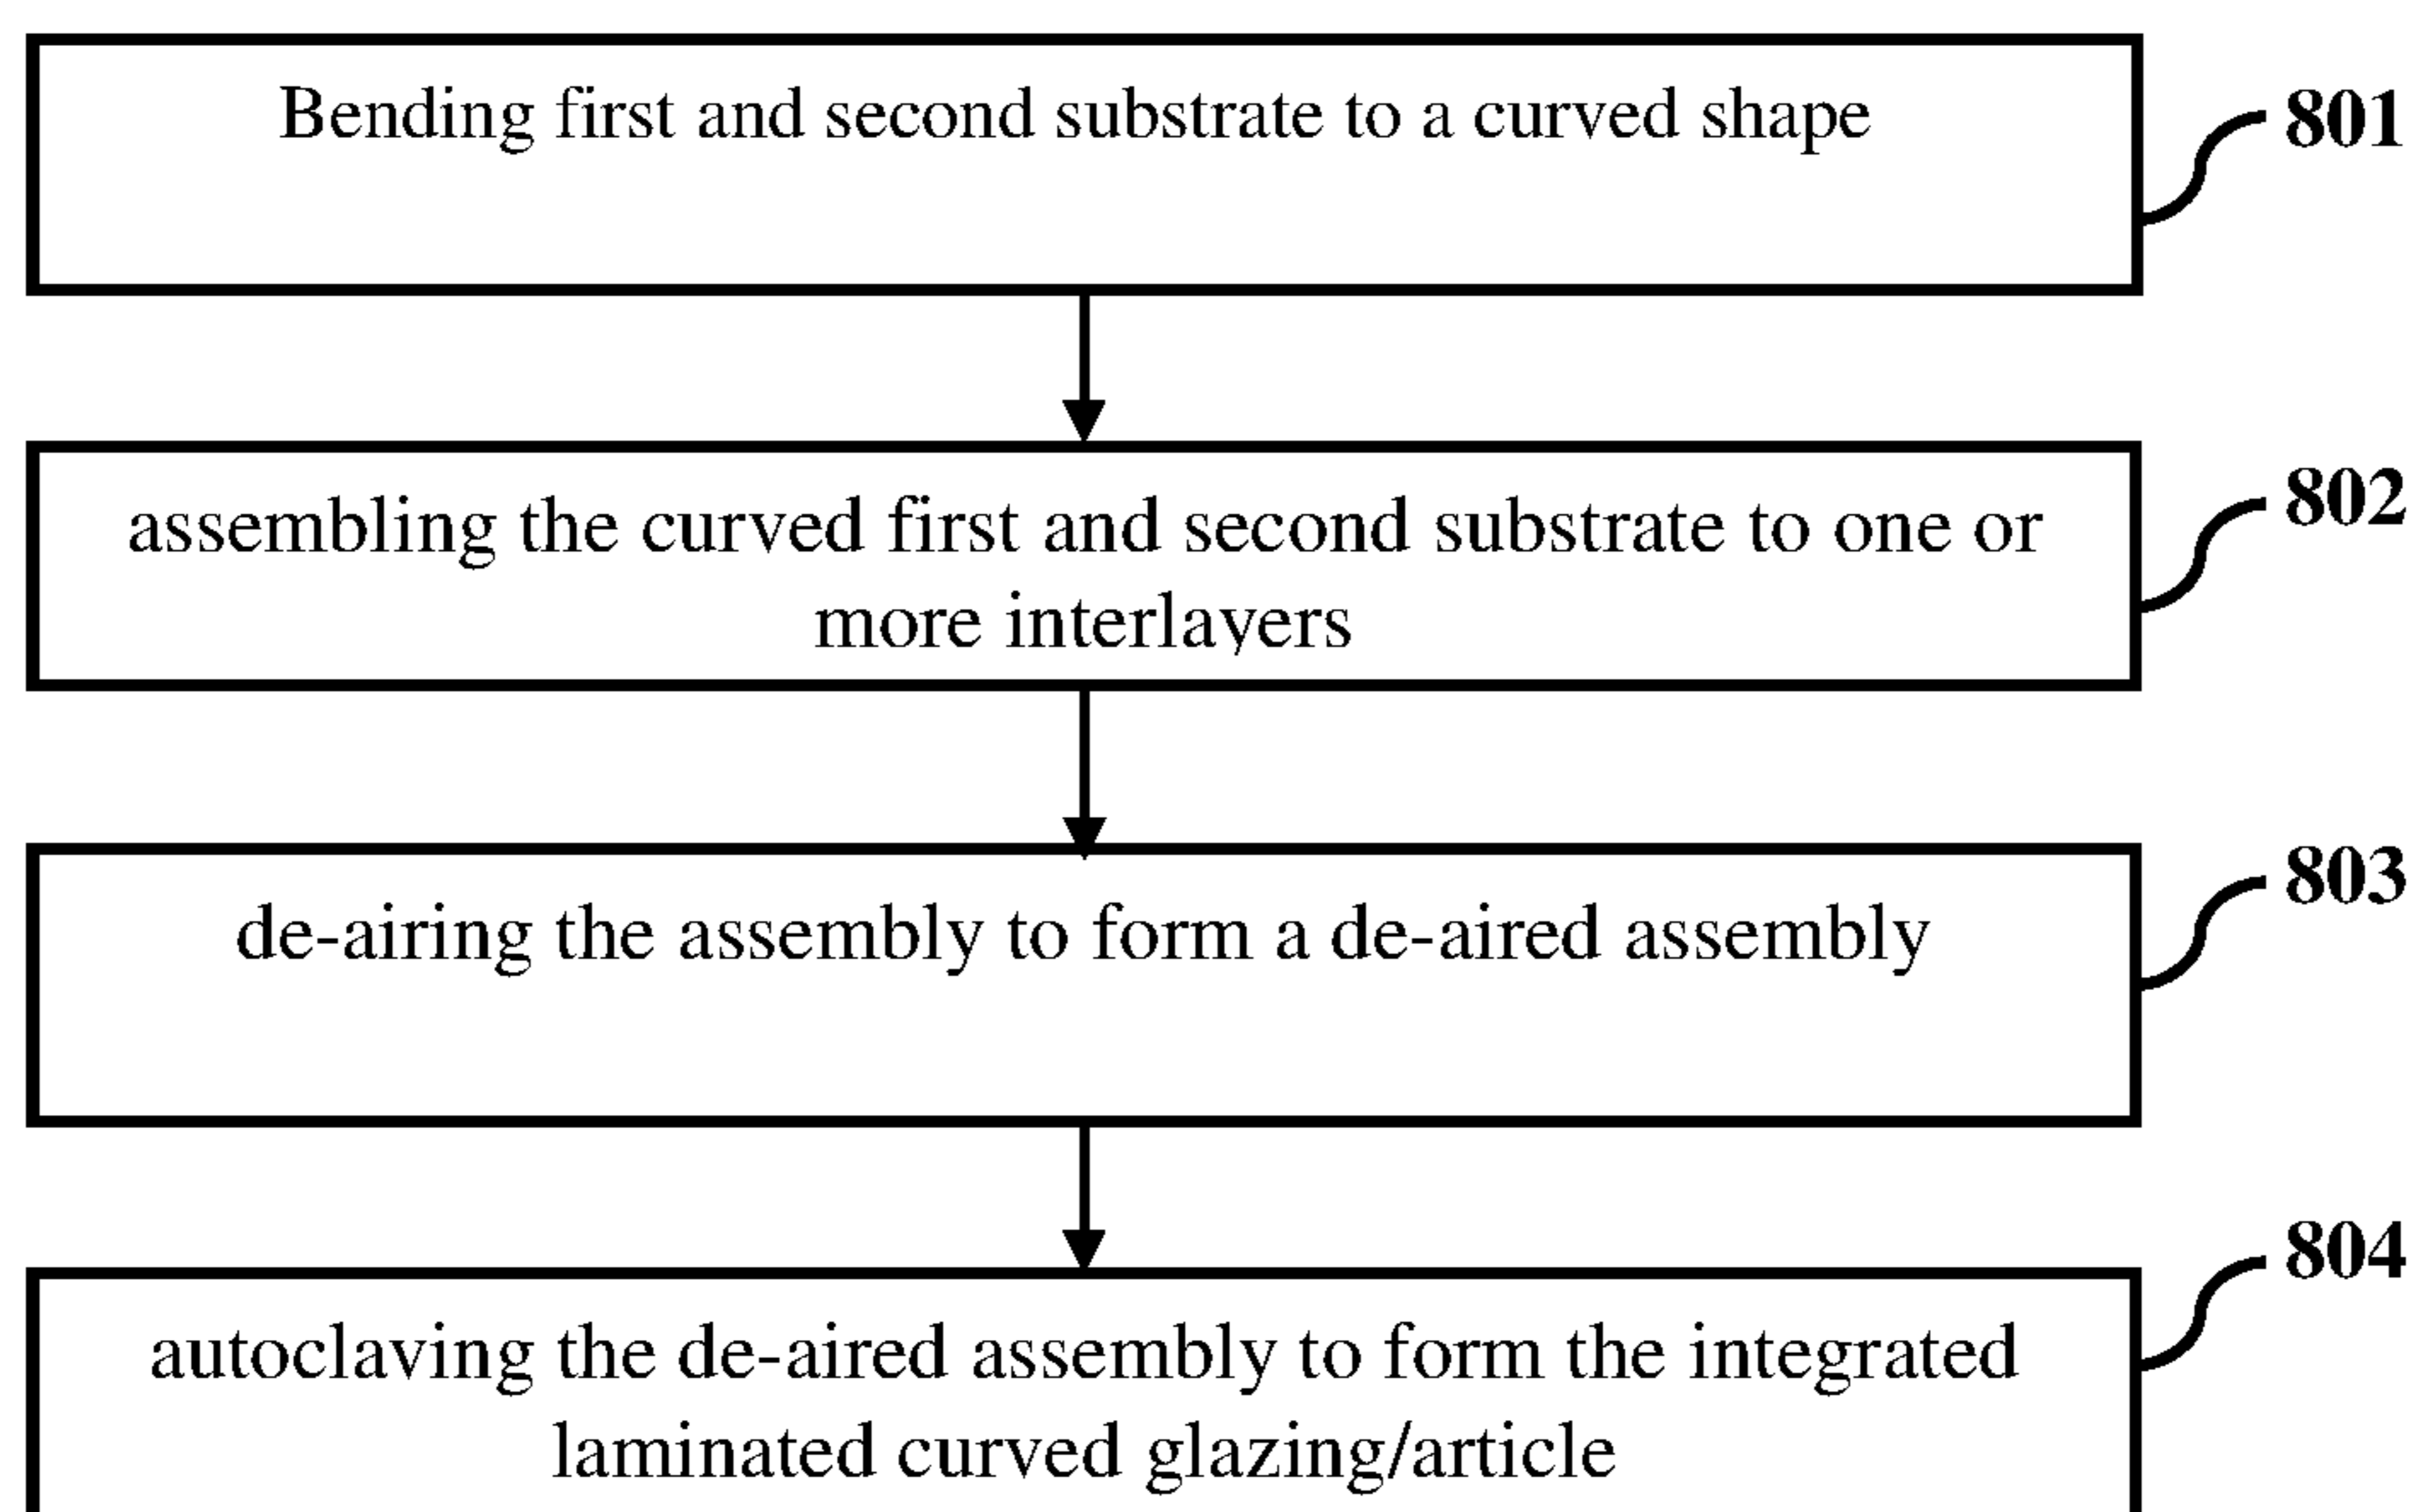 Bending first and second substrate to a curved shape
801
assembling the curved first and second substrate to one or
more interlayers
802
de-airing the assembly to form a de-aired assembly
803
autoclaving the de-aired assembly to form the integrated
laminated curved glazing/article
804